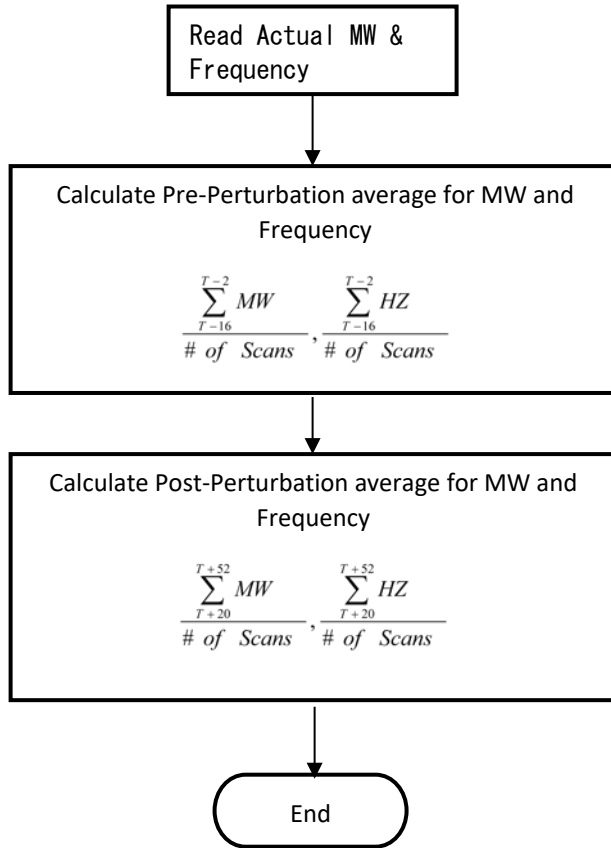 Read Actual MW &
Frequency
Calculate Pre-Perturbation average for MW and
Frequency
T−2 T−2
∑ MW ∑ HZ
T−16 T−16
# of Scans , # of Scans
Calculate Post-Perturbation average for MW and
Frequency
T+52 T+52
∑ MW ∑ HZ
T+20 T+20
# of Scans , # of Scans
End